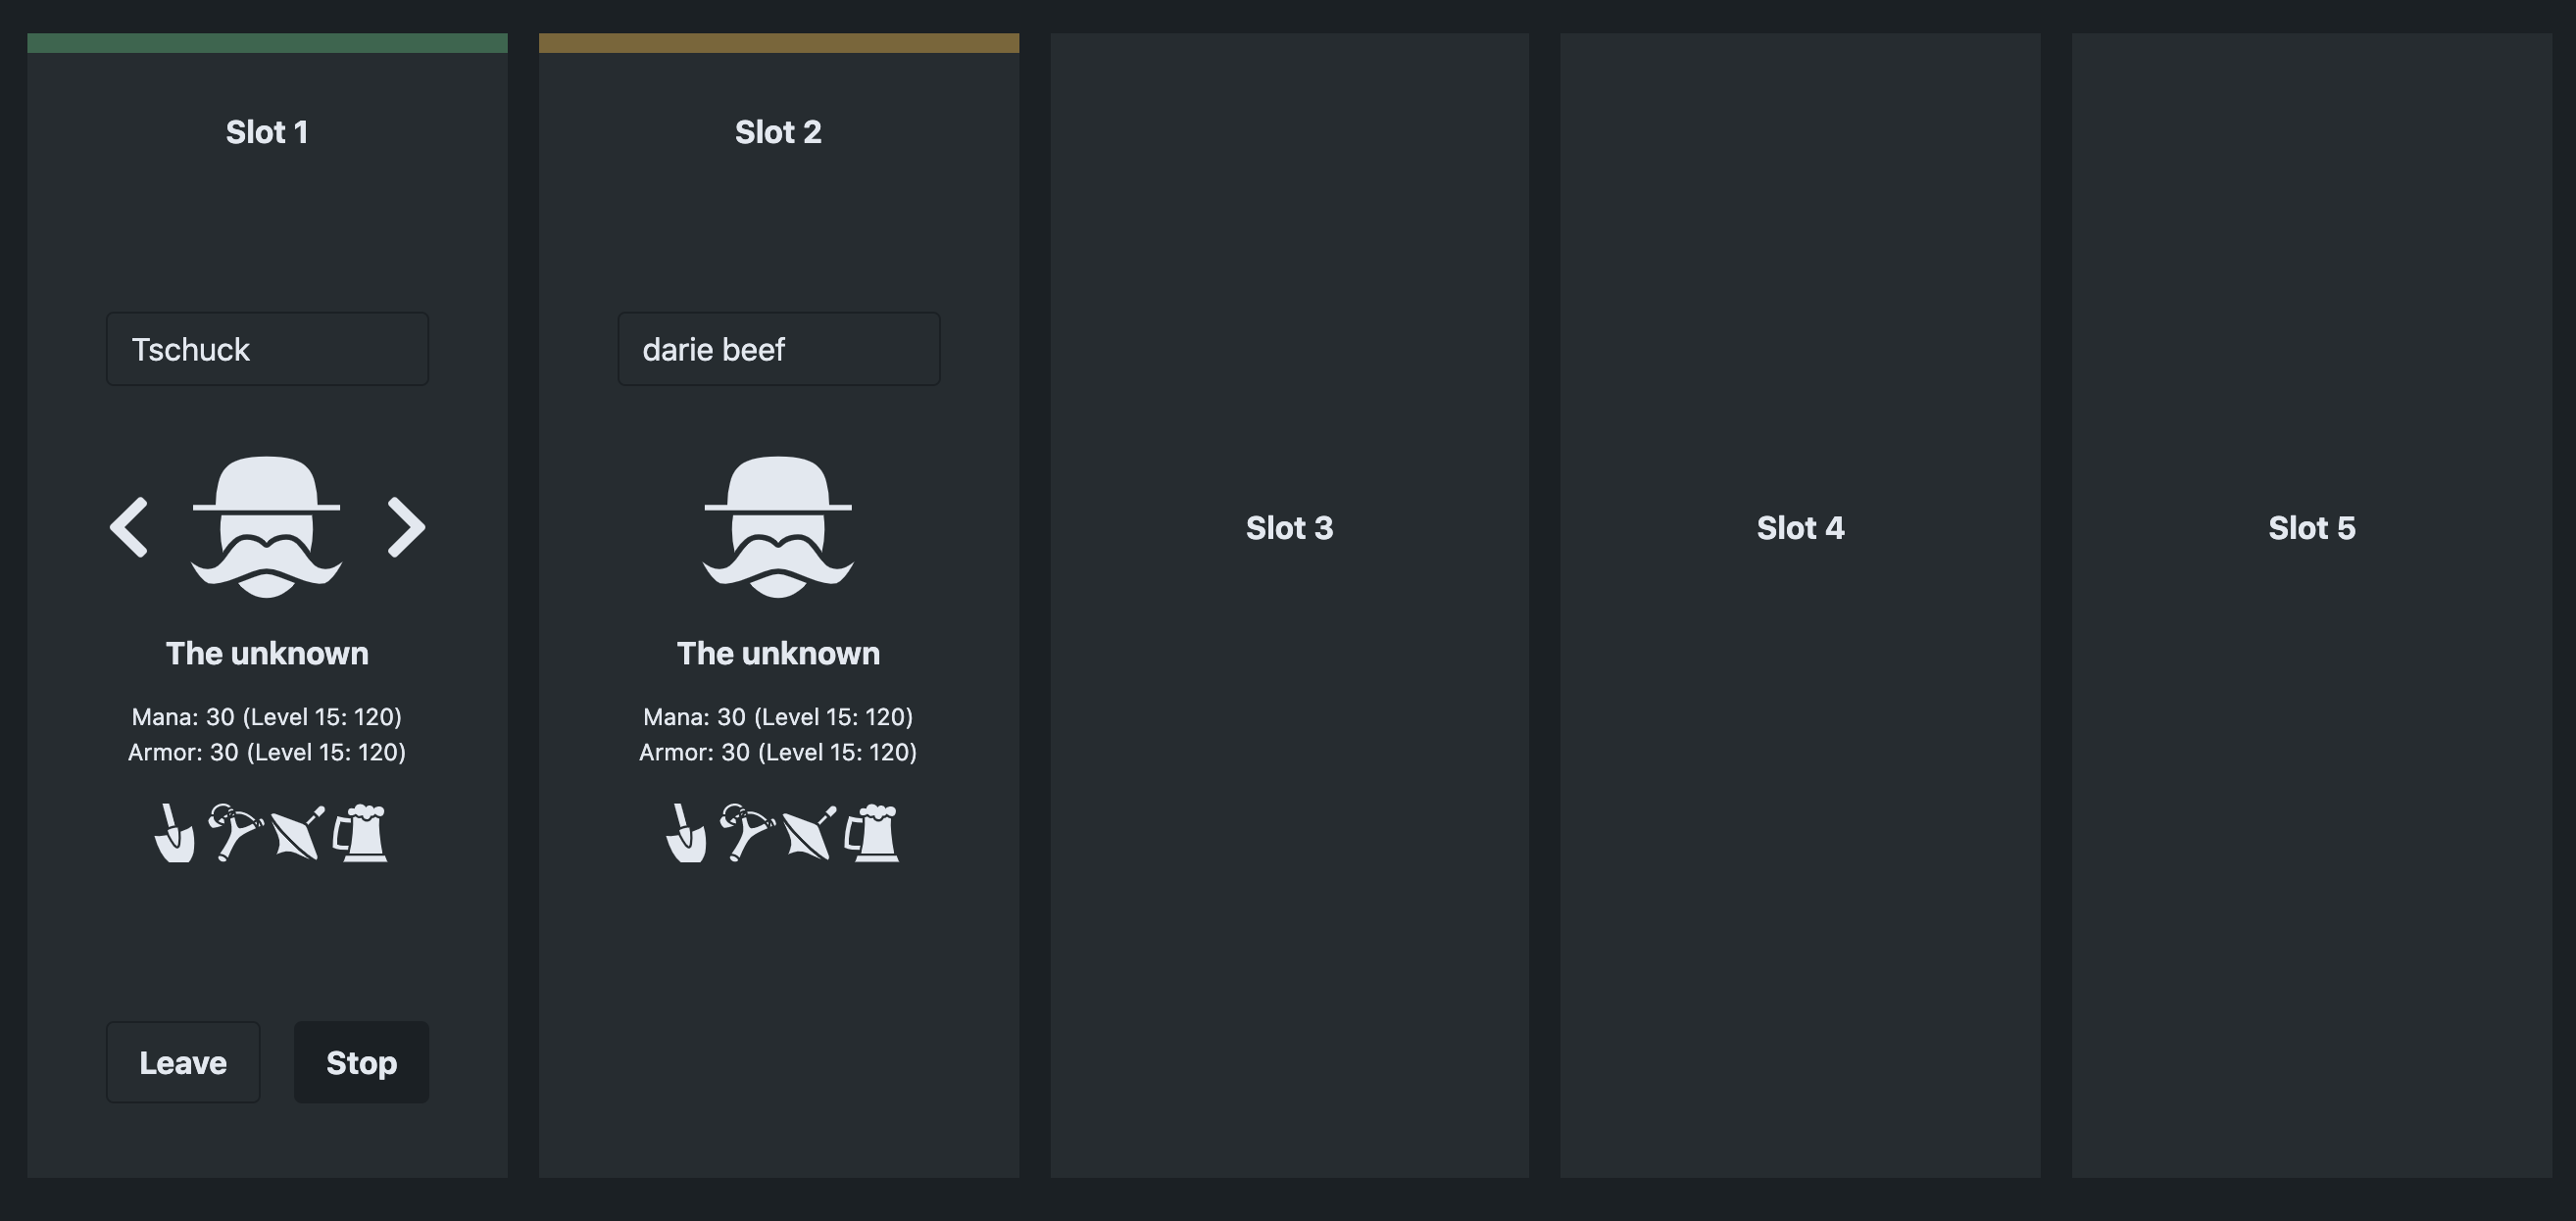 Slot 1
Tschuck
The unknown
Mana: 30 (Level 15: 120)
Armor: 30 (Level 15: 120)
Leave
Stop
Slot 2
darie beef
The unknown
Mana: 30 (Level 15: 120)
Armor: 30 (Level 15: 120)
Slot 3
Slot 4
Slot 5